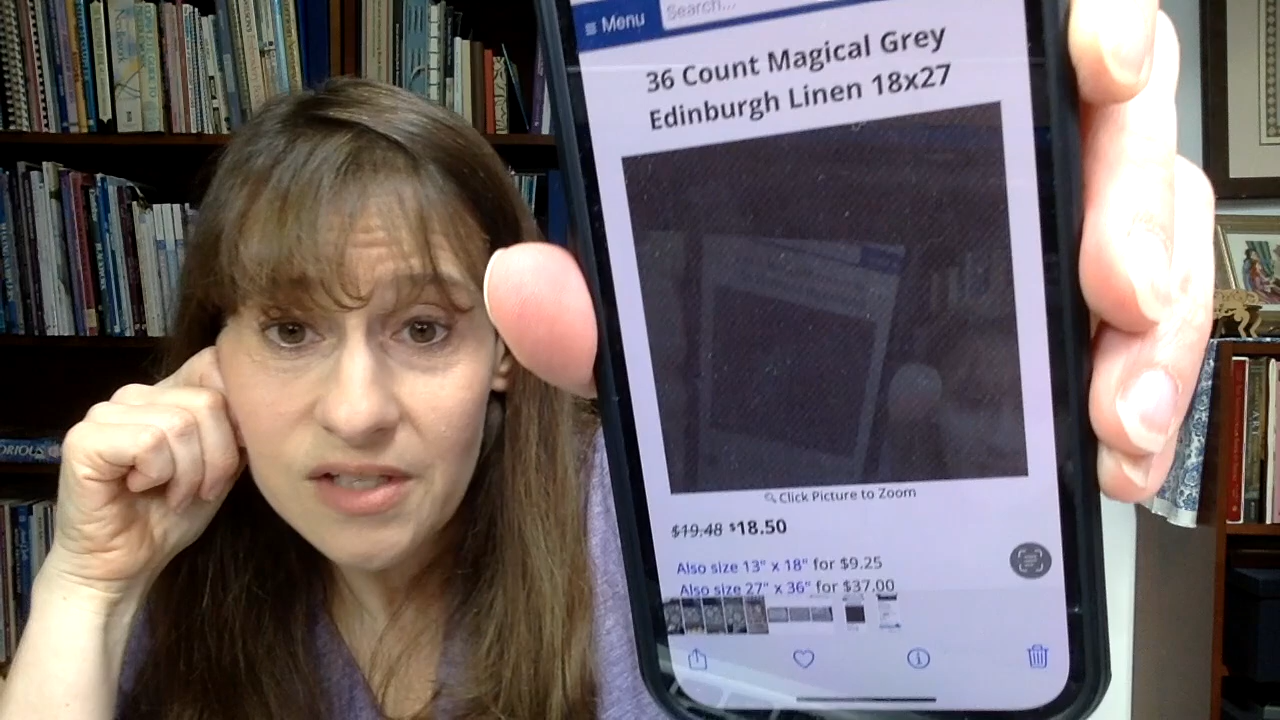 ≡ Menu
Search...
36 Count Magical Grey
Edinburgh Linen 18x27
Click Picture to Zoom
$19.48 $18.50
Also size 13" x 18" for $9.25
Also size 27" x 36" for $37.00